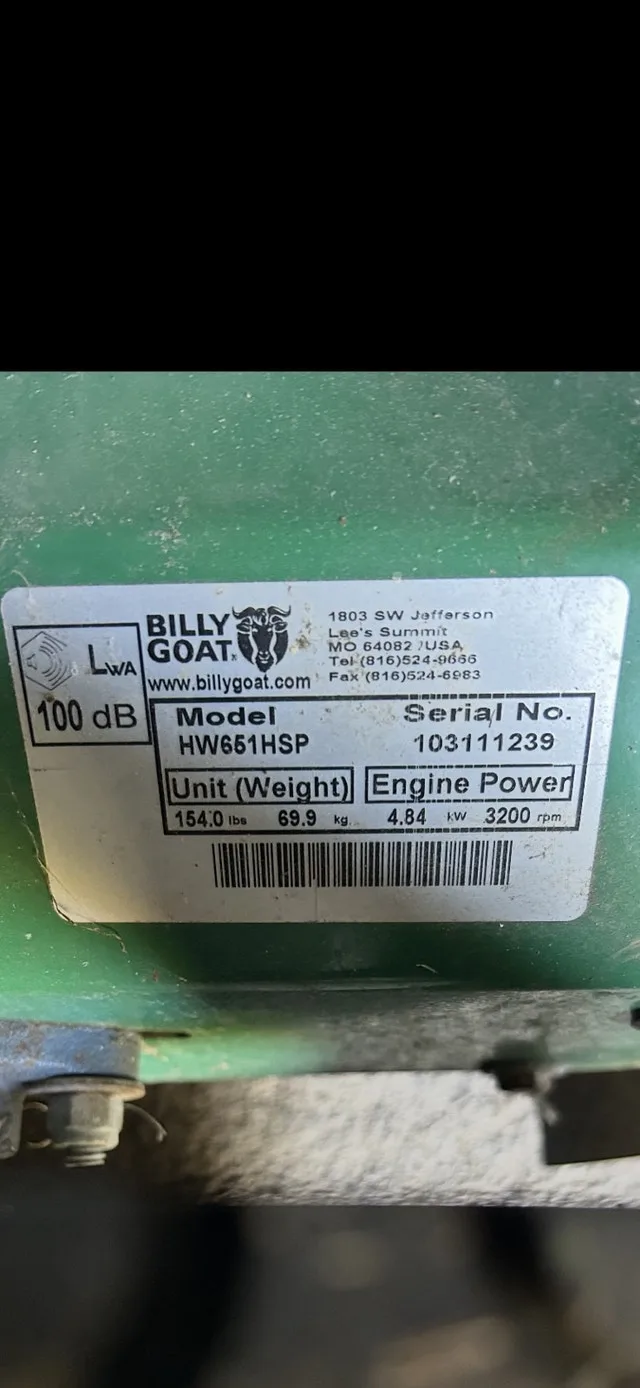 LWA
100 dB
BILLY
GOAT
www.billygoat.com
1803 SW Jefferson
Lee's Summit
MO 64082 /USA
Tel (816)524-9666
Fax (816)524-6983
Model Serial No.
HW651HSP 103111239
Unit (Weight) Engine Power
154.0 lbs 69.9 kg. 4.84 kW 3200 rpm